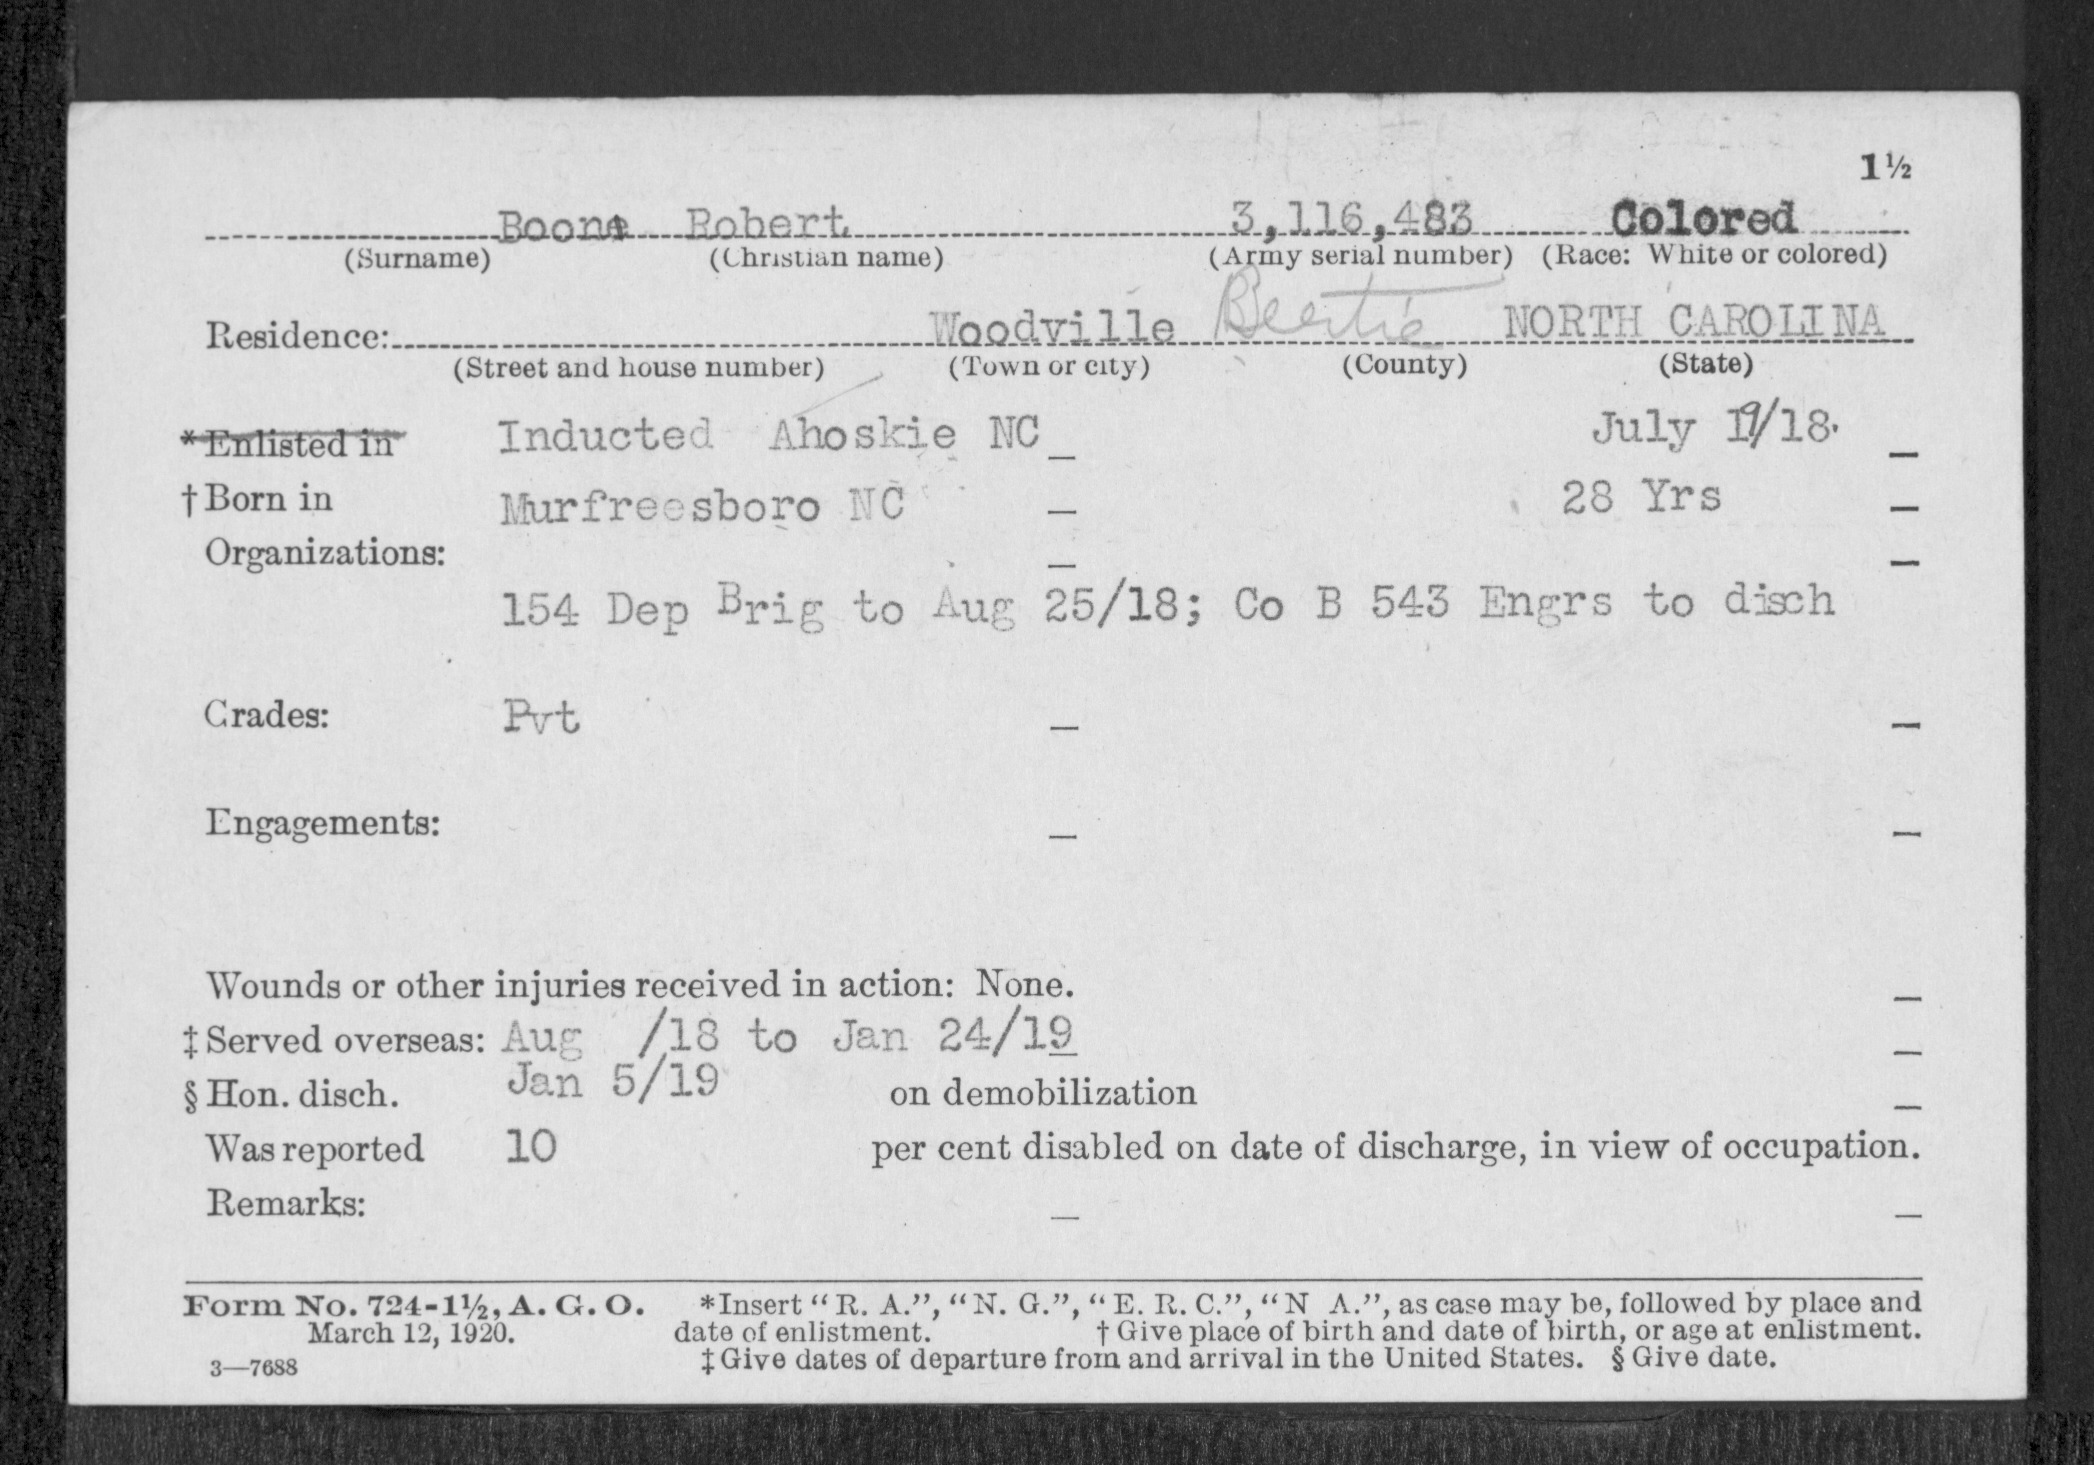 1½
Boone Robert 3,116,483 Colored
(Surname) (Christian name) (Army serial number) (Race: White or colored)
Residence: Woodville Bertie NORTH CAROLINA
(Street and house number) (Town or city) (County) (State)
*Enlisted in Inducted Ahoskie NC July 19/18.
†Born in Murfreesboro NC 28 Yrs
Organizations:
154 Dep Brig to Aug 25/18; Co B 543 Engrs to disch
Grades: Pvt
Engagements:
Wounds or other injuries received in action: None.
‡Served overseas: Aug /18 to Jan 24/19
§Hon. disch. Jan 5/19 on demobilization
Was reported 10 per cent disabled on date of discharge, in view of occupation.
Remarks:
Form No. 724-1½, A. G. O. *Insert “R. A.”, “N. G.”, “E. R. C.”, “N A.”, as case may be, followed by place and
March 12, 1920. date of enlistment. †Give place of birth and date of birth, or age at enlistment.
3—7688 ‡Give dates of departure from and arrival in the United States. §Give date.